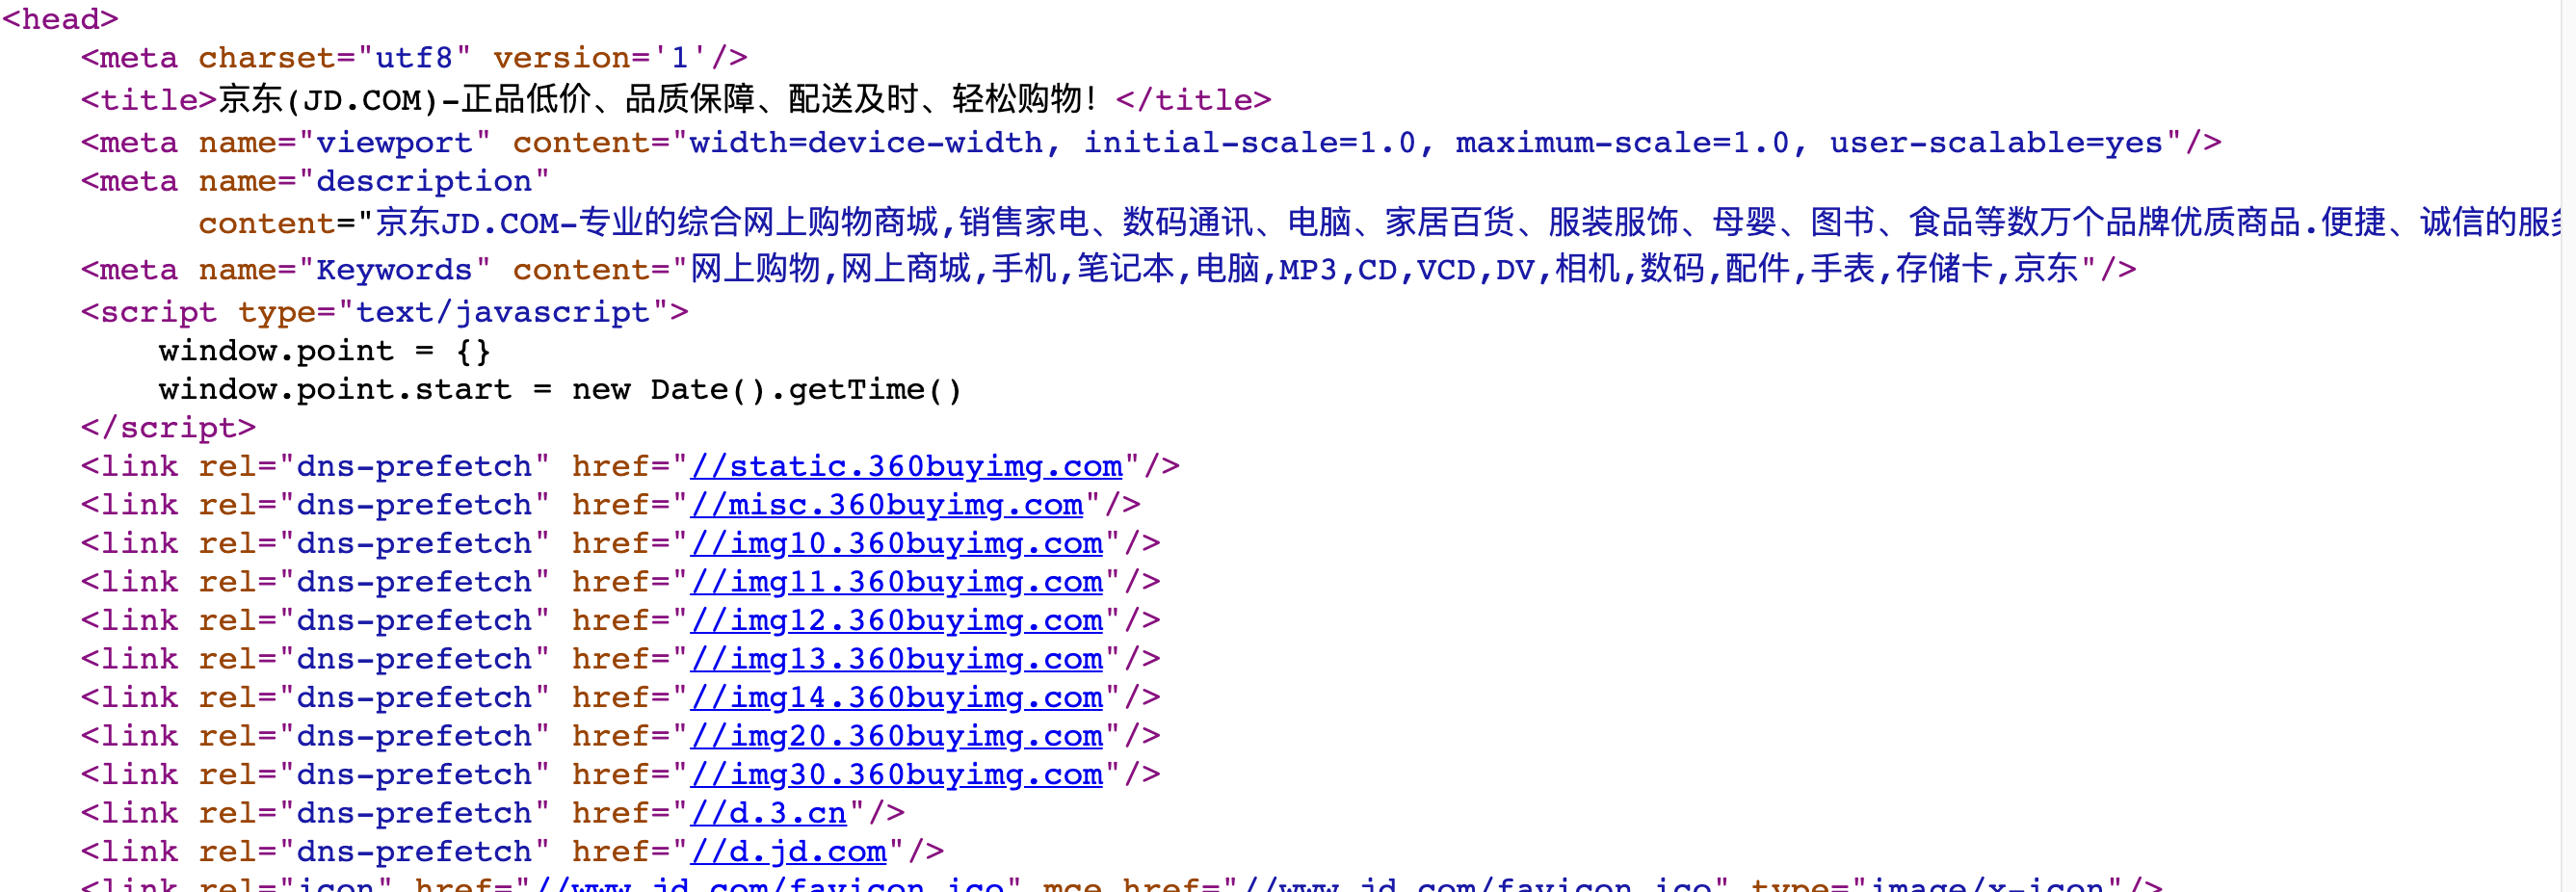 <head>
<meta charset="utf8" version='1'/>
<title>京东(JD.COM)-正品低价、品质保障、配送及时、轻松购物！</title>
<meta name="viewport" content="width=device-width, initial-scale=1.0, maximum-scale=1.0, user-scalable=yes"/>
<meta name="description"
content="京东JD.COM-专业的综合网上购物商城,销售家电、数码通讯、电脑、家居百货、服装服饰、母婴、图书、食品等数万个品牌优质商品.便捷、诚信的服
<meta name="Keywords" content="网上购物,网上商城,手机,笔记本,电脑,MP3,CD,VCD,DV,相机,数码,配件,手表,存储卡,京东"/>
<script type="text/javascript">
window.point = {}
window.point.start = new Date().getTime()
</script>
<link rel="dns-prefetch" href="//static.360buyimg.com"/>
<link rel="dns-prefetch" href="//misc.360buyimg.com"/>
<link rel="dns-prefetch" href="//img10.360buyimg.com"/>
<link rel="dns-prefetch" href="//img11.360buyimg.com"/>
<link rel="dns-prefetch" href="//img12.360buyimg.com"/>
<link rel="dns-prefetch" href="//img13.360buyimg.com"/>
<link rel="dns-prefetch" href="//img14.360buyimg.com"/>
<link rel="dns-prefetch" href="//img20.360buyimg.com"/>
<link rel="dns-prefetch" href="//img30.360buyimg.com"/>
<link rel="dns-prefetch" href="//d.3.cn"/>
<link rel="dns-prefetch" href="//d.jd.com"/>
<link rel="icon" href="//www.jd.com/favicon.ico" mce_href="//www.jd.com/favicon.ico" type="image/x-icon"/>